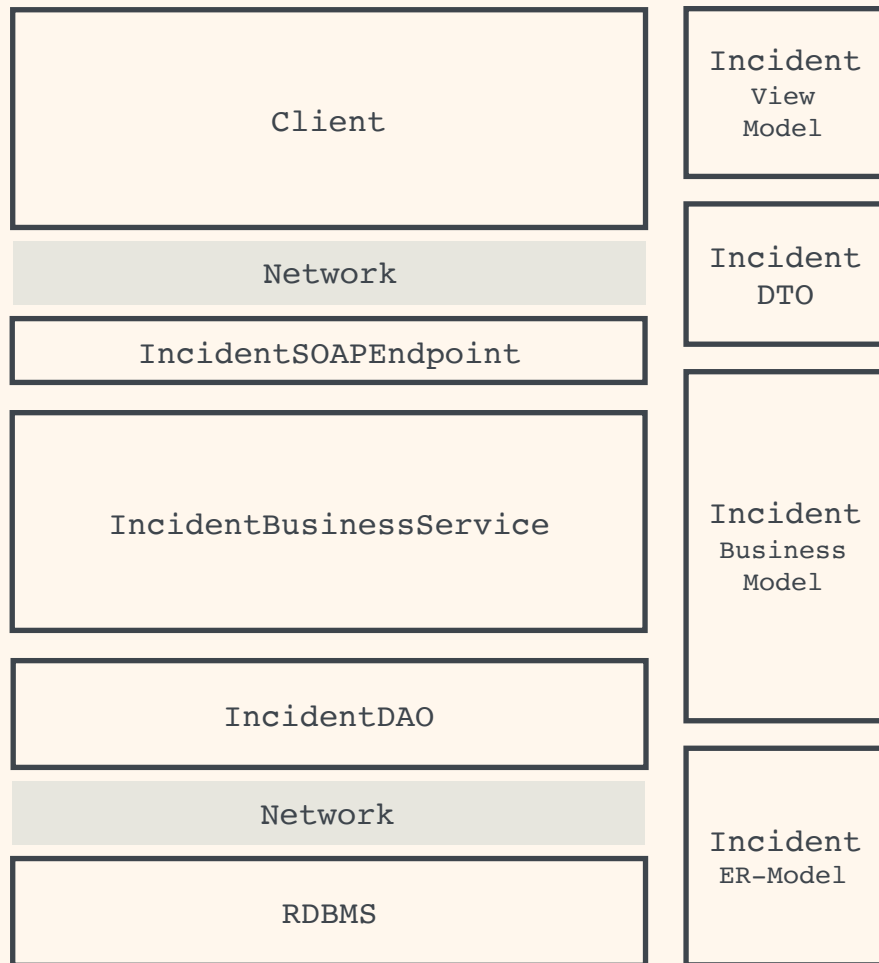 Client
Network
IncidentSOAPEndpoint
IncidentBusinessService
IncidentDAO
Network
RDBMS
Incident
View
Model
Incident
DTO
Incident
Business
Model
Incident
ER-Model